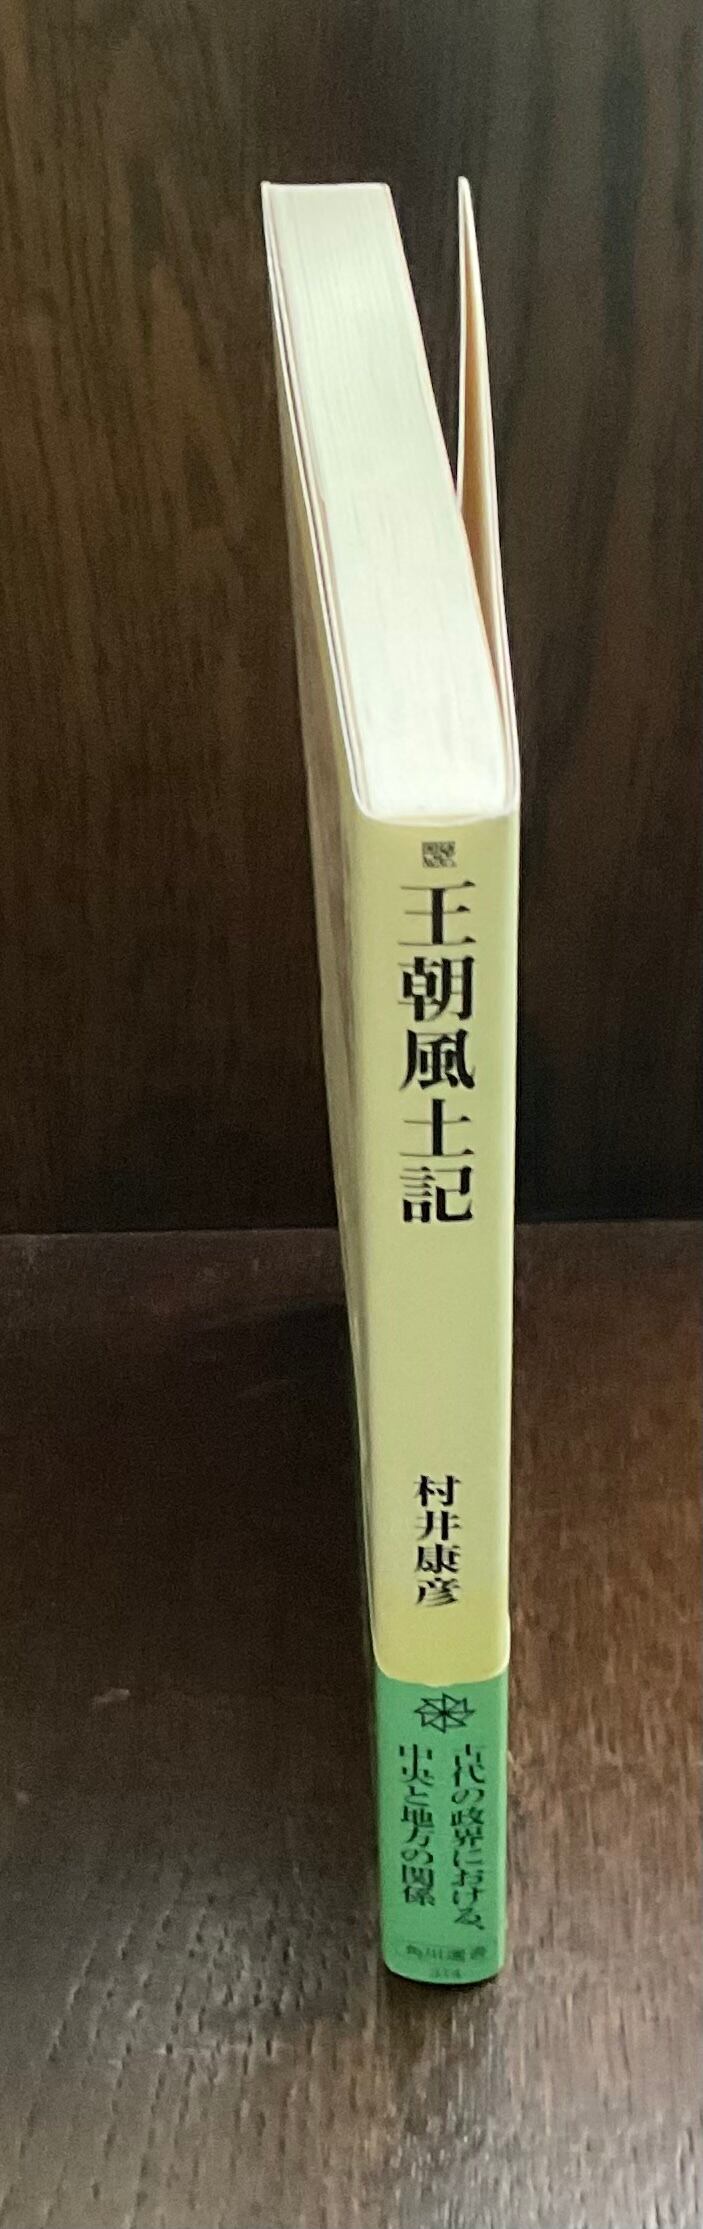 王朝風土記
村井康彦
古代の政界における、
中央と地方の関係
角川選書